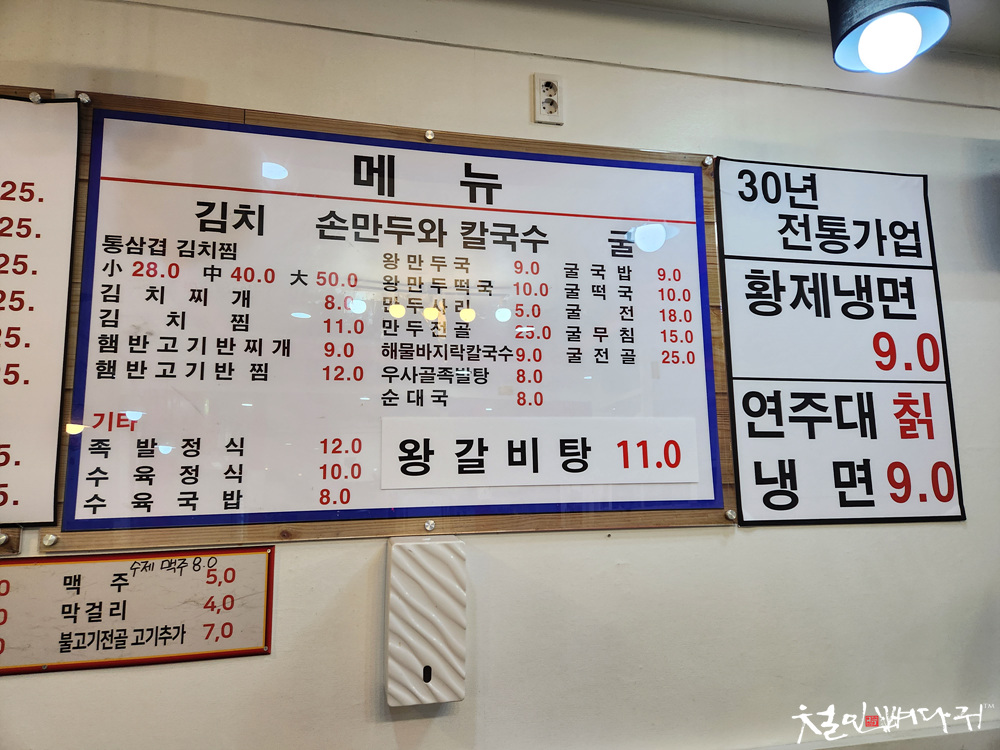 25.
25.
25.
25.
25.
25.
5.
5.
메 뉴
김치
통삼겹 김치찜
小 28.0 中 40.0 大 50.0
김 치 찌 개 8.0
김 치 찜 11.0
햄반고기반찌개 9.0
햄반고기반 찜 12.0
기타
족 발 정 식 12.0
수 육 정 식 10.0
수 육 국 밥 8.0
손만두와 칼국수
왕만두국 9.0
왕만두떡국 10.0
만두사리 5.0
만두전골 25.0
해물바지락칼국수 9.0
우사골족발탕 8.0
순대국 8.0
굴
굴국밥 9.0
굴떡국 10.0
굴 전 18.0
굴무침 15.0
굴전골 25.0
왕 갈 비 탕 11.0
30년
전통가업
황제냉면
9.0
연주대 칡
냉 면 9.0
수제 맥주 8.0
맥 주 5,0
막걸리 4,0
불고기전골 고기추가 7,0